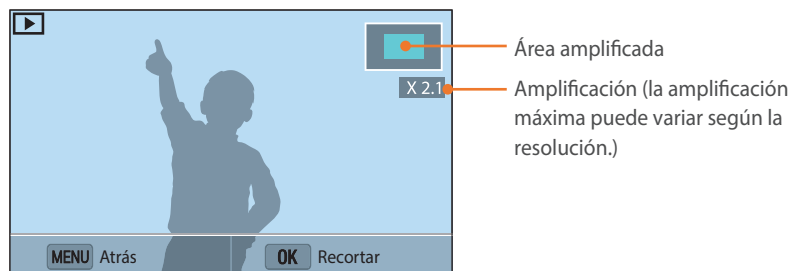 Área amplificada
X 2.1
Amplificación (la amplificación
máxima puede variar según la
resolución.)
MENU Atrás
OK Recortar